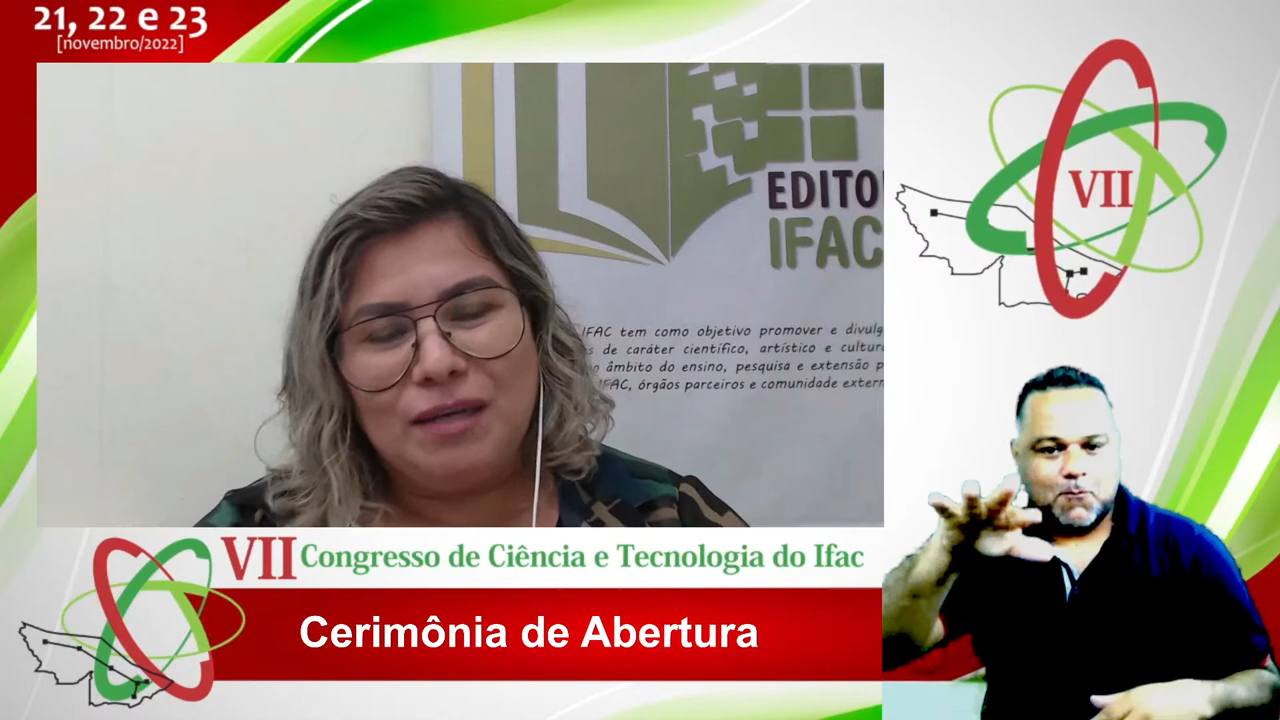 21, 22 e 23
[novembro/2022]
EDITO
IFAC
IFAC tem como objetivo promover e divulg
s de caráter científico, artístico e cultur
o âmbito do ensino, pesquisa e extensão p
IFAC, órgãos parceiros e comunidade extern
VII
VII Congresso de Ciência e Tecnologia do Ifac
Cerimônia de Abertura